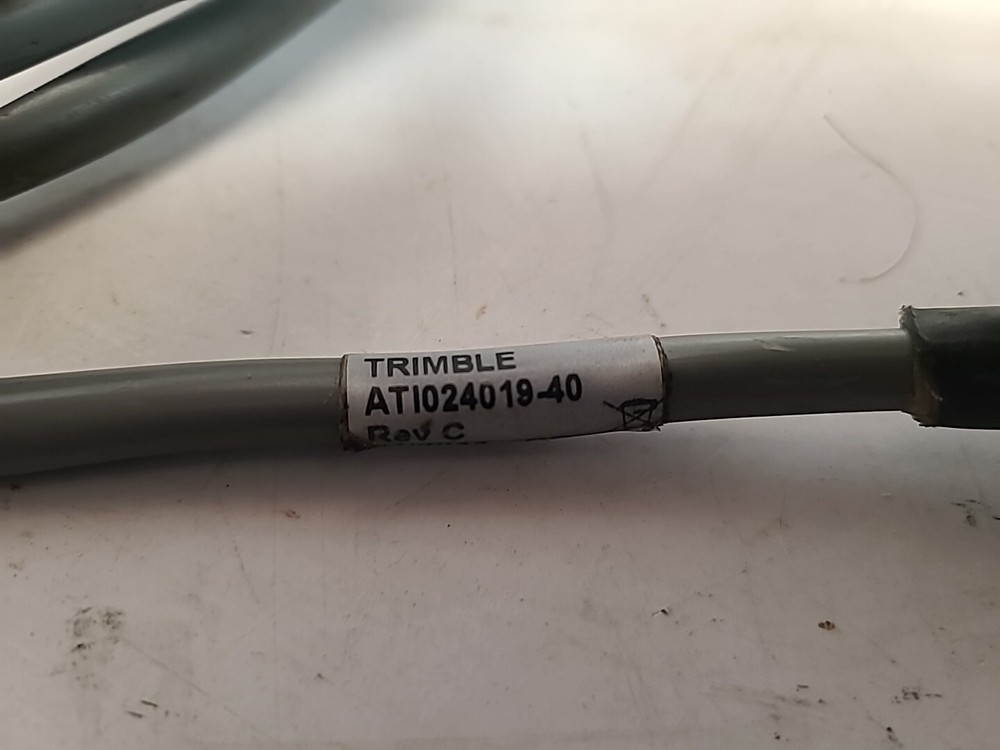 TRIMBLE
ATI024019-40
Rev C